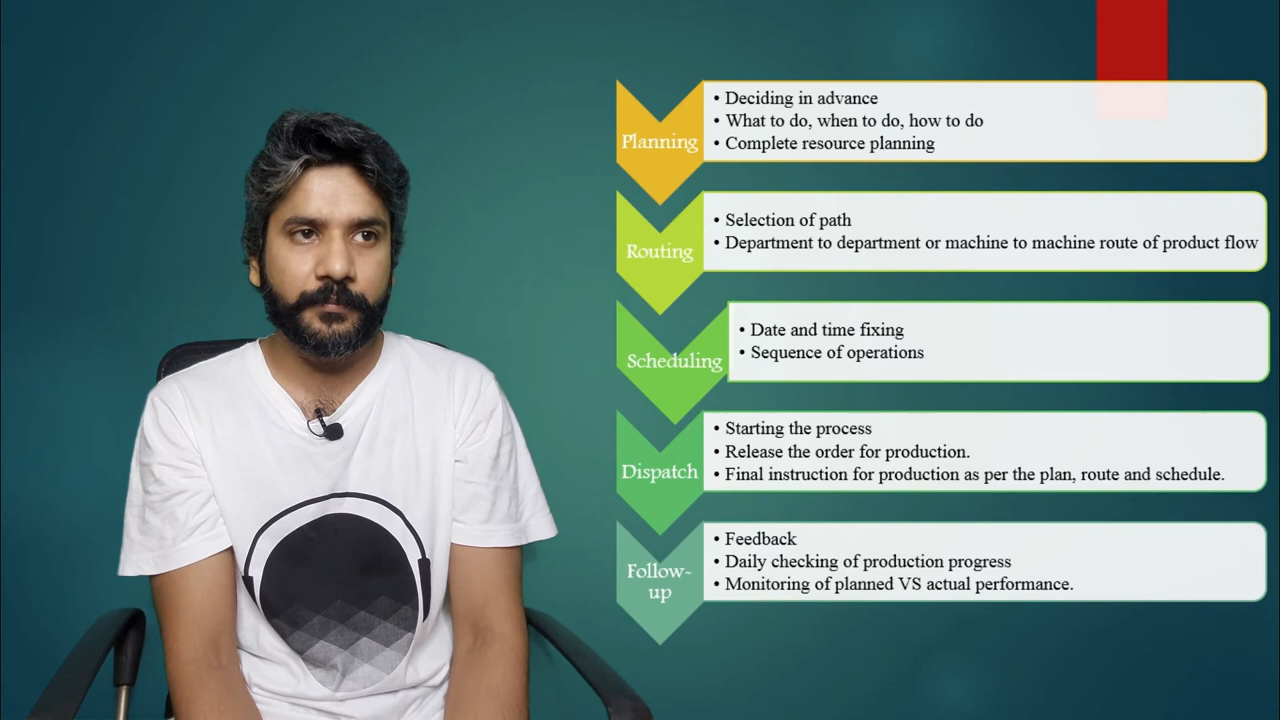 Planning
• Deciding in advance
• What to do, when to do, how to do
• Complete resource planning
Routing
• Selection of path
• Department to department or machine to machine route of product flow
Scheduling
• Date and time fixing
• Sequence of operations
Dispatch
• Starting the process
• Release the order for production.
• Final instruction for production as per the plan, route and schedule.
Follow-
up
• Feedback
• Daily checking of production progress
• Monitoring of planned VS actual performance.